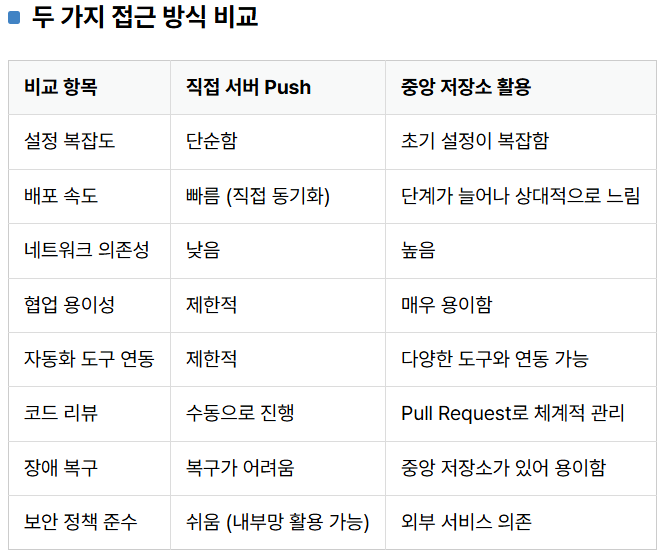 두 가지 접근 방식 비교
비교 항목 직접 서버 Push 중앙 저장소 활용
설정 복잡도 단순함 초기 설정이 복잡함
배포 속도 빠름 (직접 동기화) 단계가 늘어나 상대적으로 느림
네트워크 의존성 낮음 높음
협업 용이성 제한적 매우 용이함
자동화 도구 연동 제한적 다양한 도구와 연동 가능
코드 리뷰 수동으로 진행 Pull Request로 체계적 관리
장애 복구 복구가 어려움 중앙 저장소가 있어 용이함
보안 정책 준수 쉬움 (내부망 활용 가능) 외부 서비스 의존